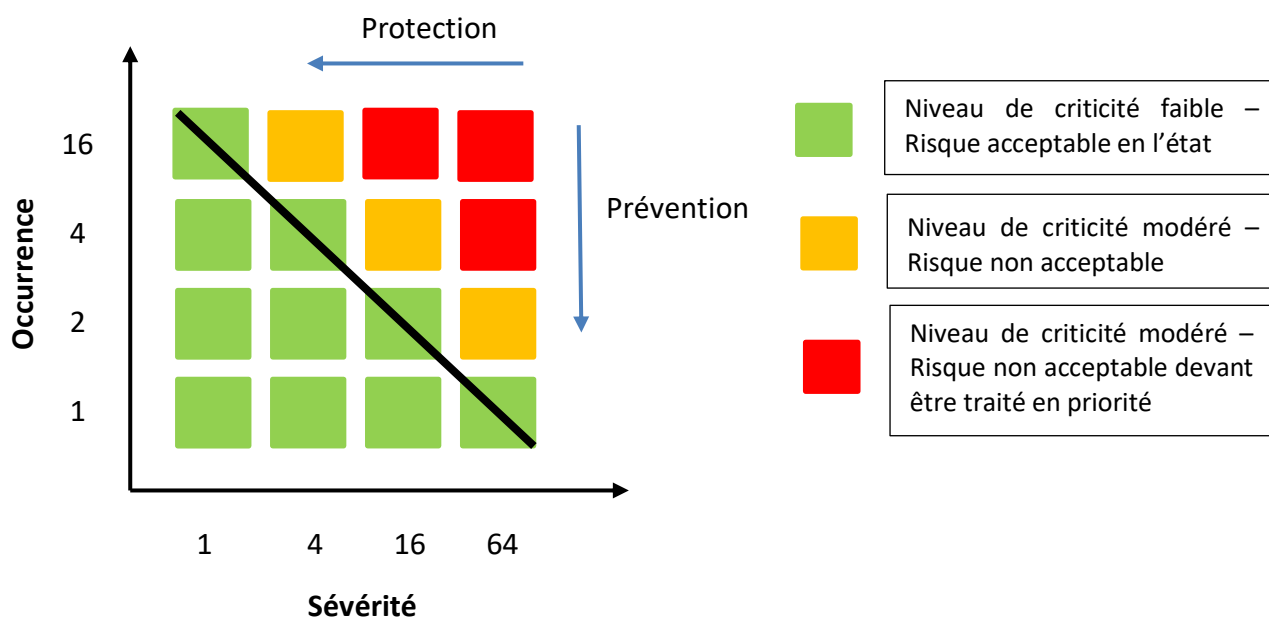 Protection
16
4
2
1
Occurrence
Prévention
1 4 16 64
Sévérité
Niveau de criticité faible –
Risque acceptable en l’état
Niveau de criticité modéré –
Risque non acceptable
Niveau de criticité modéré –
Risque non acceptable devant
être traité en priorité